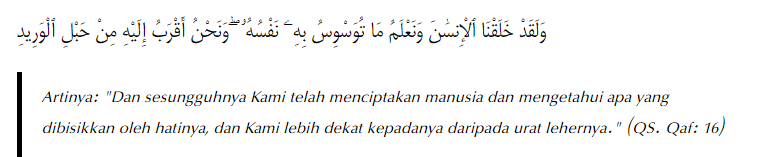 وَلَقَدْ خَلَقْنَا ٱلْإِنسَٰنَ وَنَعْلَمُ مَا تُوَسْوِسُ بِهِۦ نَفْسُهُۥ ۖ وَنَحْنُ أَقْرَبُ إِلَيْهِ مِنْ حَبْلِ ٱلْوَرِيدِ
Artinya: "Dan sesungguhnya Kami telah menciptakan manusia dan mengetahui apa yang
dibisikkan oleh hatinya, dan Kami lebih dekat kepadanya daripada urat lehernya." (QS. Qaf: 16)